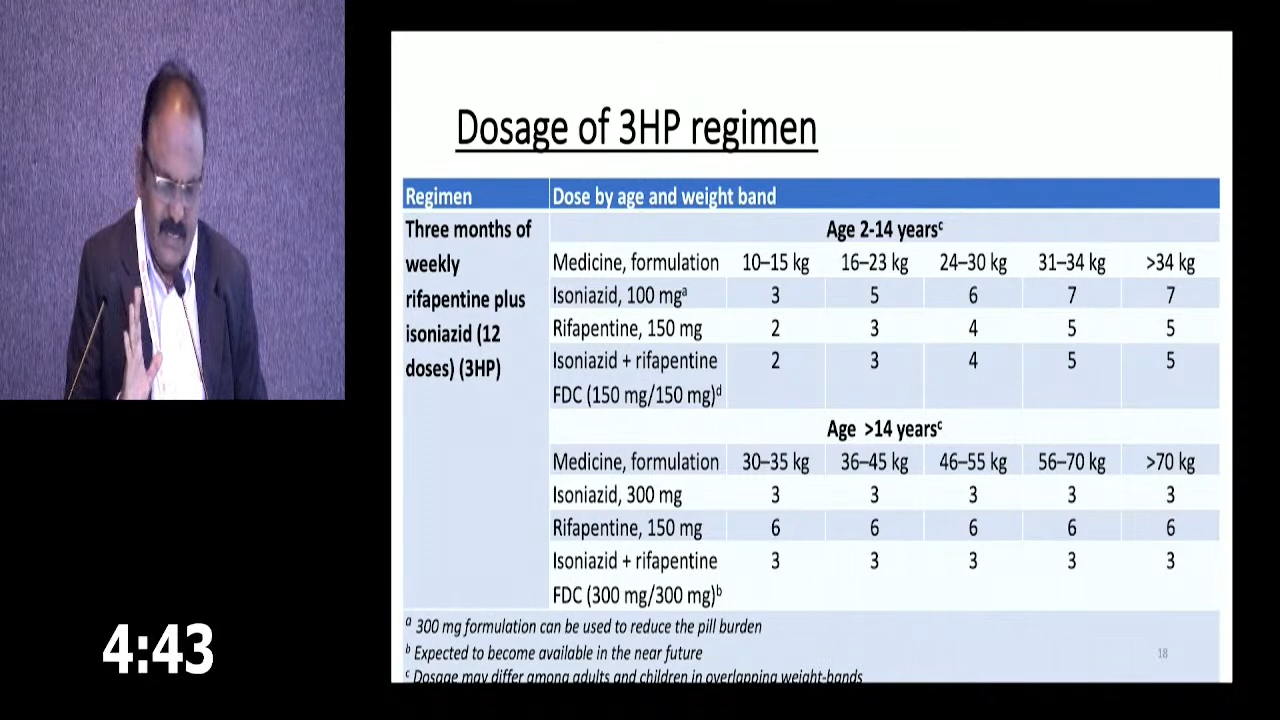 Dosage of 3HP regimen
Regimen Dose by age and weight band
Three months of weekly rifapentine plus isoniazid (12 doses) (3HP)
Age 2-14 yearsᶜ
Medicine, formulation 10–15 kg 16–23 kg 24–30 kg 31–34 kg >34 kg
Isoniazid, 100 mgᵃ 3 5 6 7 7
Rifapentine, 150 mg 2 3 4 5 5
Isoniazid + rifapentine 2 3 4 5 5
FDC (150 mg/150 mg)ᵈ
Age >14 yearsᶜ
Medicine, formulation 30–35 kg 36–45 kg 46–55 kg 56–70 kg >70 kg
Isoniazid, 300 mg 3 3 3 3 3
Rifapentine, 150 mg 6 6 6 6 6
Isoniazid + rifapentine 3 3 3 3 3
FDC (300 mg/300 mg)ᵇ
ᵃ 300 mg formulation can be used to reduce the pill burden
ᵇ Expected to become available in the near future
18
ᶜ Dosage may differ among adults and children in overlapping weight-bands
4:43